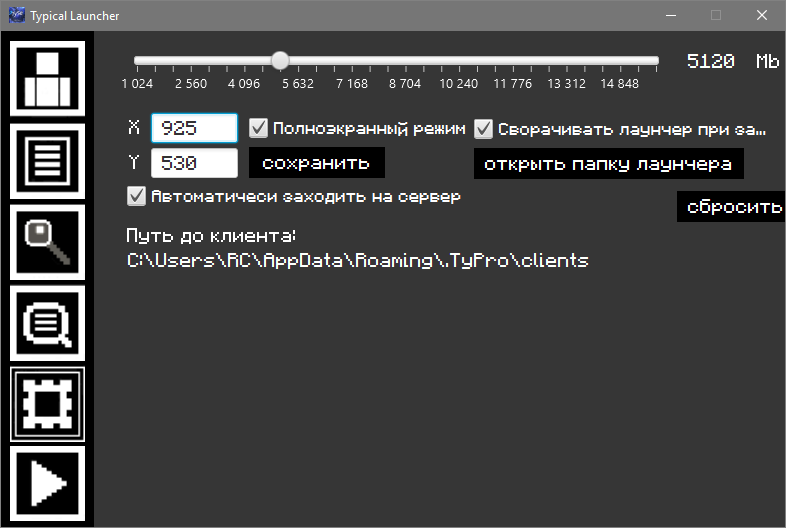 Typical Launcher
5120 Mb
1 024 2 560 4 096 5 632 7 168 8 704 10 240 11 776 13 312 14 848
X 925 Полноэкранный режим Сворачивать лаунчер при за...
Y 530 сохранить открыть папку лаунчера
Автоматичеси заходить на сервер
сбросить
Путь до клиента:
C:\Users\RC\AppData\Roaming\.TyPro\clients